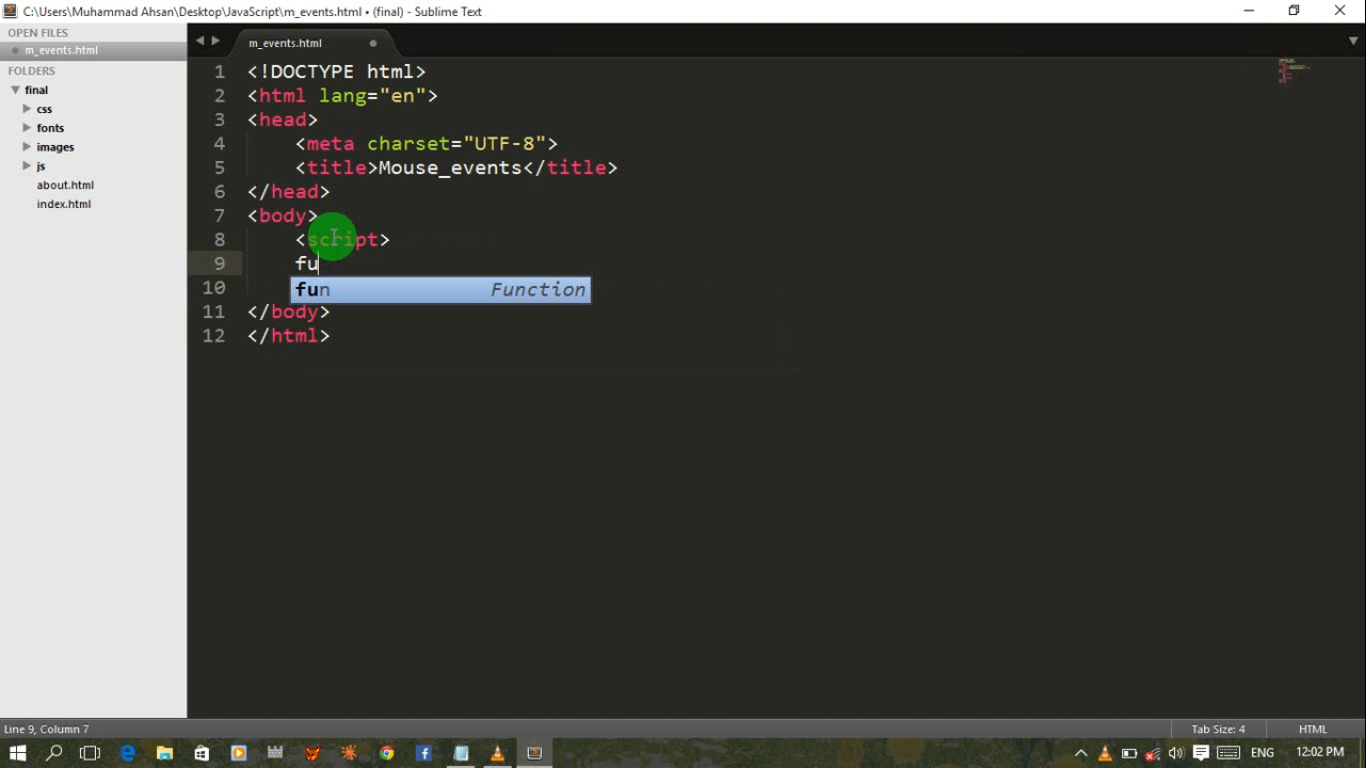 C:\Users\Muhammad Ahsan\Desktop\JavaScript\m_events.html • (final) - Sublime Text
OPEN FILES
m_events.html
FOLDERS
final
css
fonts
images
js
about.html
index.html
m_events.html
1 <!DOCTYPE html>
2 <html lang="en">
3 <head>
4 <meta charset="UTF-8">
5 <title>Mouse_events</title>
6 </head>
7 <body>
8 <script>
9 fu
10
fun Function
11 </body>
12 </html>
Line 9, Column 7
Tab Size: 4
HTML
ENG
12:02 PM